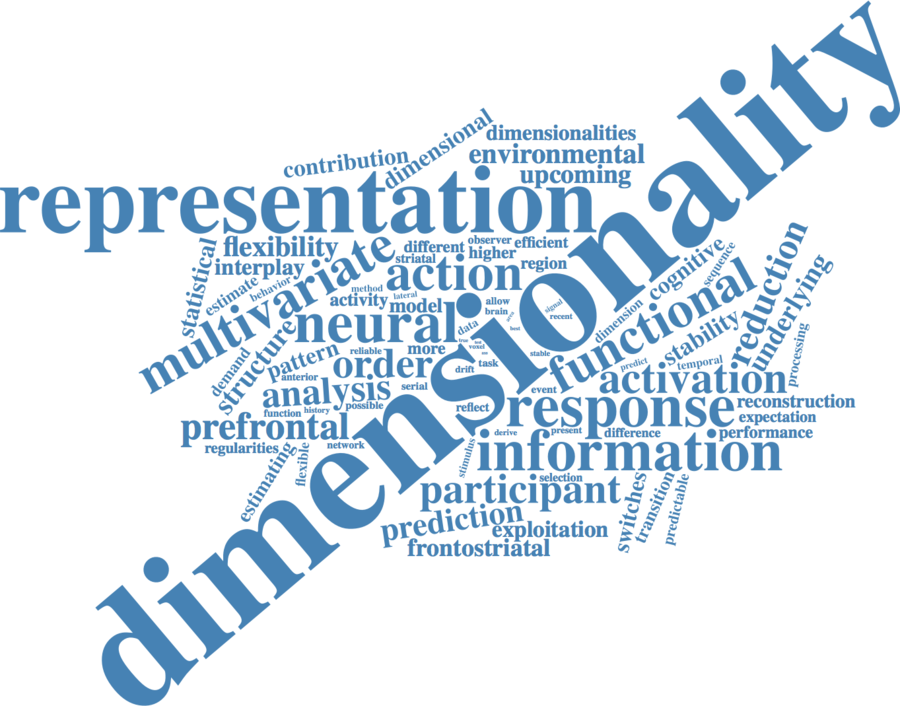 dimensionality
contribution
dimensional
dimensionalities
environmental
upcoming
representation
statistical
flexibility
interplay
estimate
behavior
multivariate
different
observer
efficient
striatal
higher
action
region
method
lateral
activity
model
allow
brain
signal
recent
cognitive
sequence
reduction
underlying
neural
data
dimension
functional
stability
temporal
processing
demand
structure
pattern
reliable
more
order
drift
task
stable
predict
anterior
serial
analysis
event
activation
function
history
possible
reflect
response
reconstruction
expectation
prefrontal
regularities
network
derive
present
difference
performance
stimulus
information
estimating
flexible
selection
participant
switches
transition
predictable
prediction
exploitation
frontostriatal